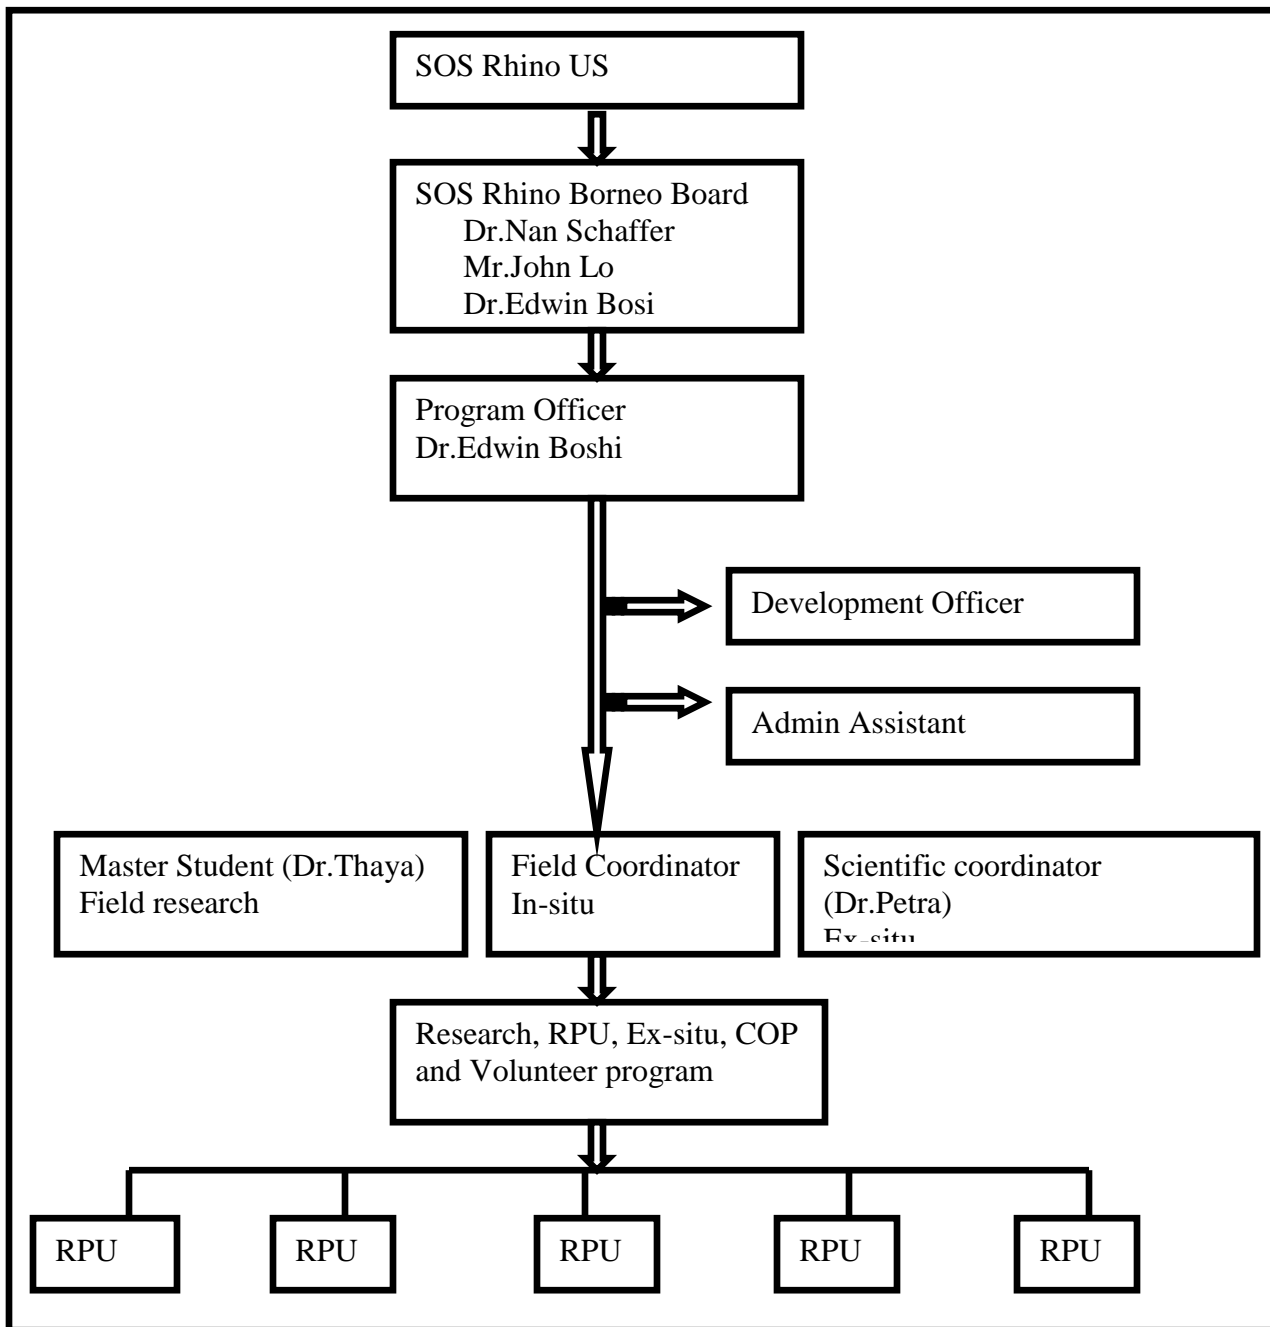 SOS Rhino US
SOS Rhino Borneo Board
Dr.Nan Schaffer
Mr.John Lo
Dr.Edwin Bosi
Program Officer
Dr.Edwin Boshi
Development Officer
Admin Assistant
Master Student (Dr.Thaya)
Field research
Field Coordinator
In-situ
Scientific coordinator
(Dr.Petra)
Ex-situ
Research, RPU, Ex-situ, COP
and Volunteer program
RPU
RPU
RPU
RPU
RPU